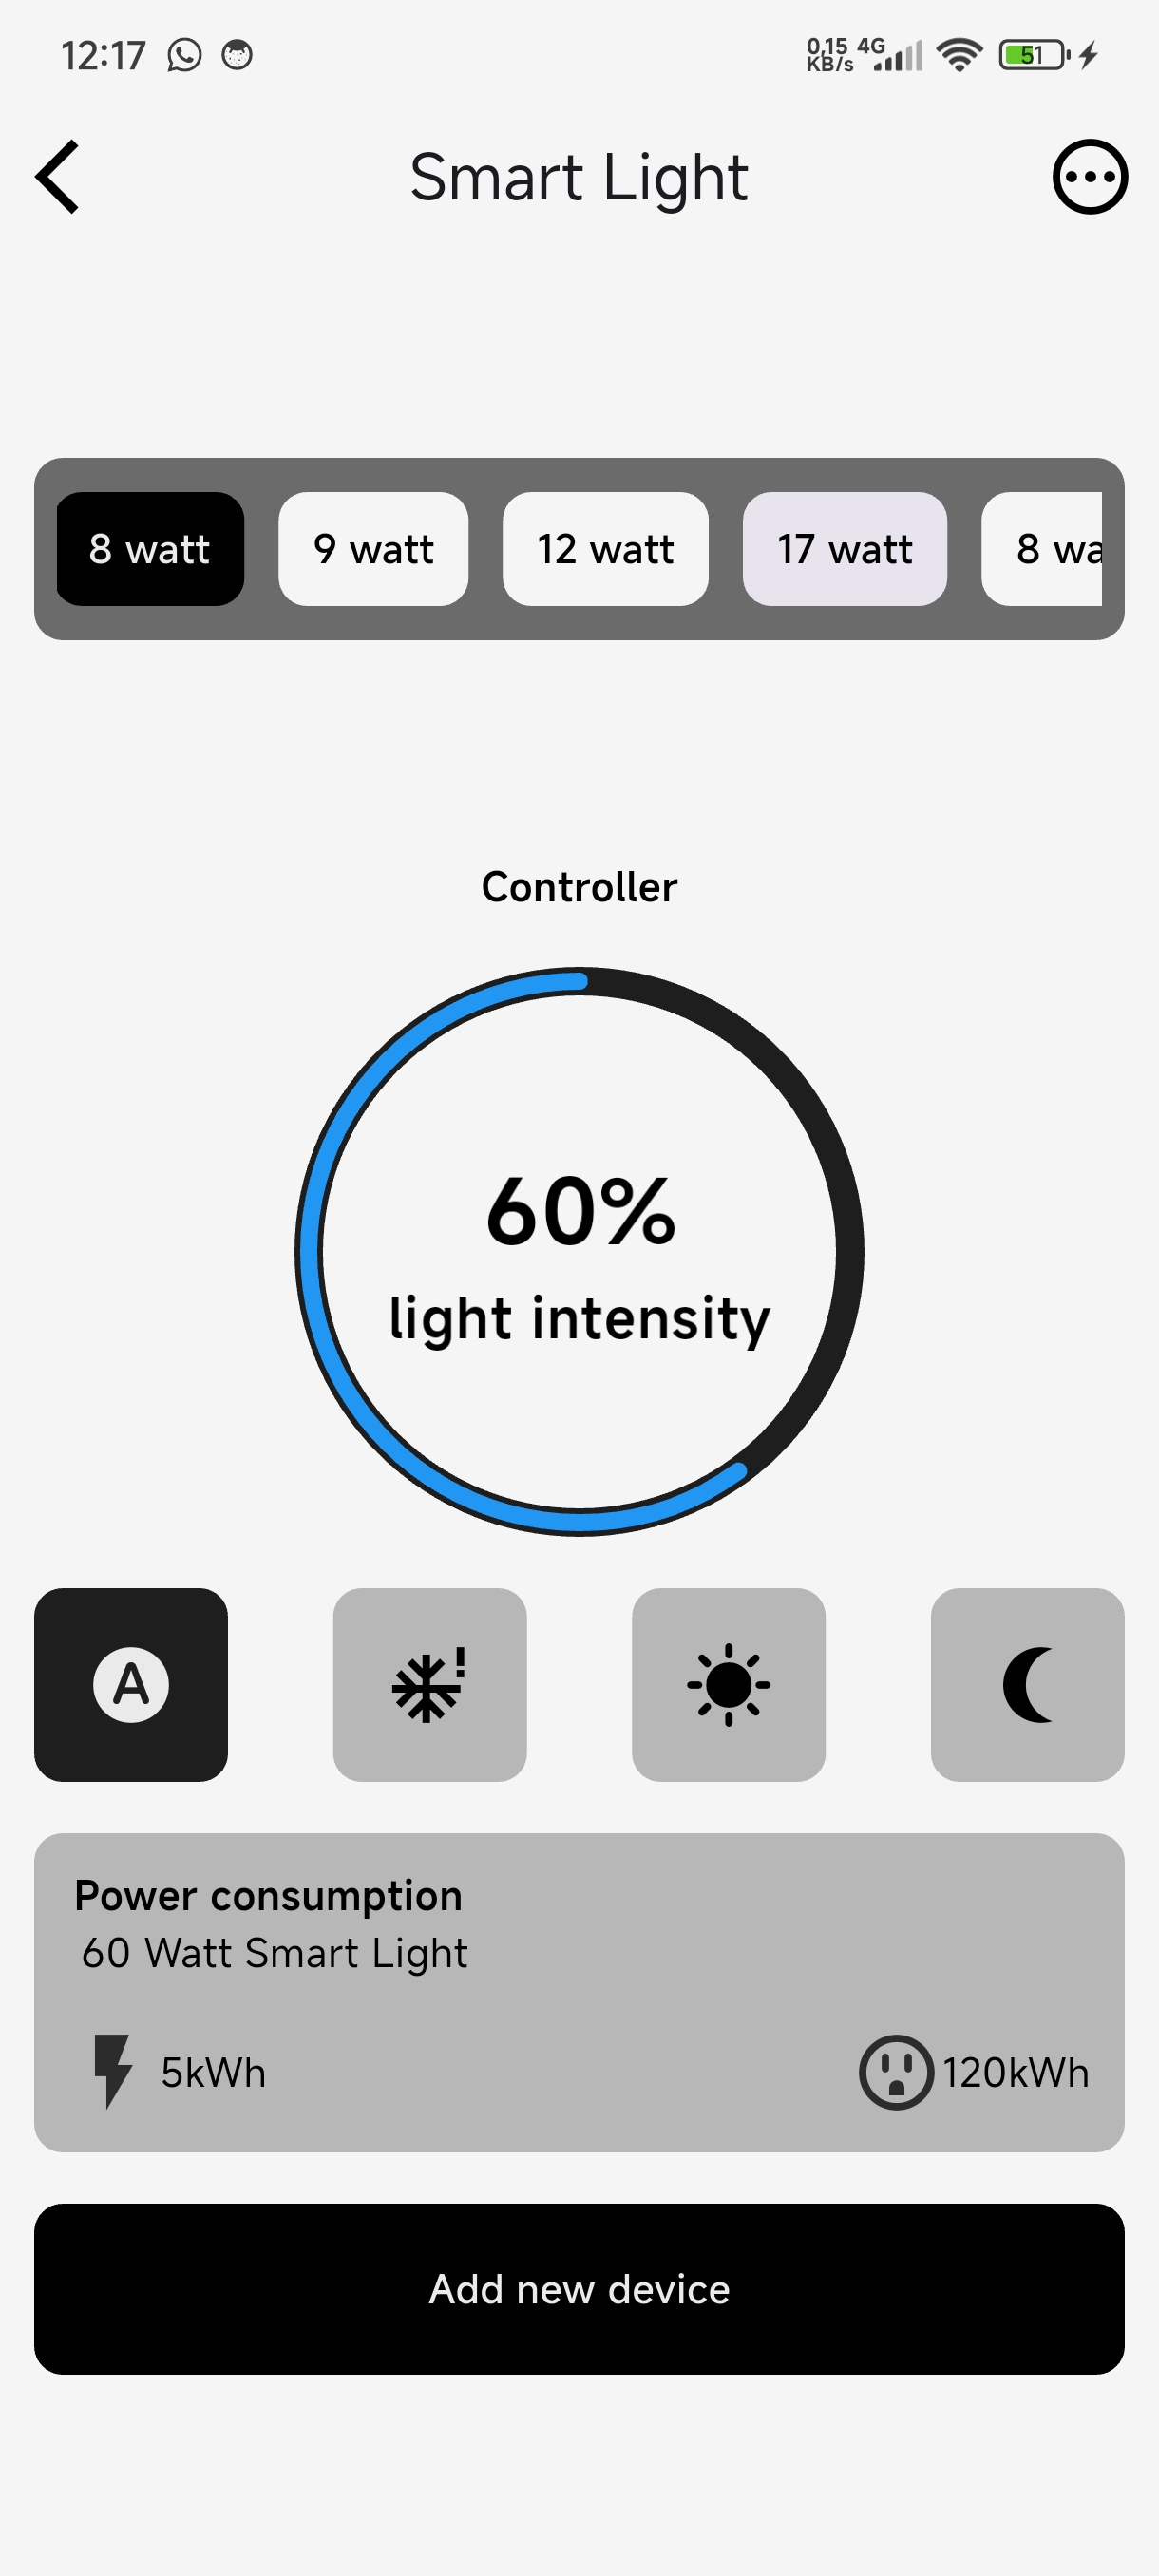 12:17
0,15 KB/s 4G 51
Smart Light
8 watt 9 watt 12 watt 17 watt 8 wa
Controller
60%
light intensity
A
Power consumption
60 Watt Smart Light
5kWh 120kWh
Add new device